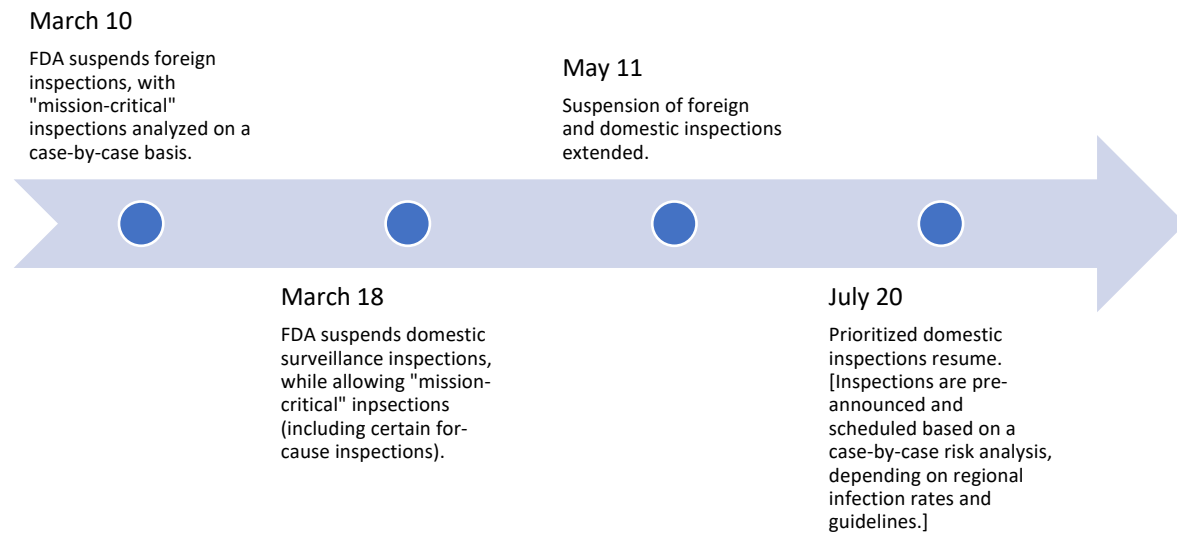 March 10
FDA suspends foreign
inspections, with
"mission-critical"
inspections analyzed on a
case-by-case basis.
March 18
FDA suspends domestic
surveillance inspections,
while allowing "mission-
critical" inpsections
(including certain for-
cause inspections).
May 11
Suspension of foreign
and domestic inspections
extended.
July 20
Prioritized domestic
inspections resume.
[Inspections are pre-
announced and
scheduled based on a
case-by-case risk analysis,
depending on regional
infection rates and
guidelines.]